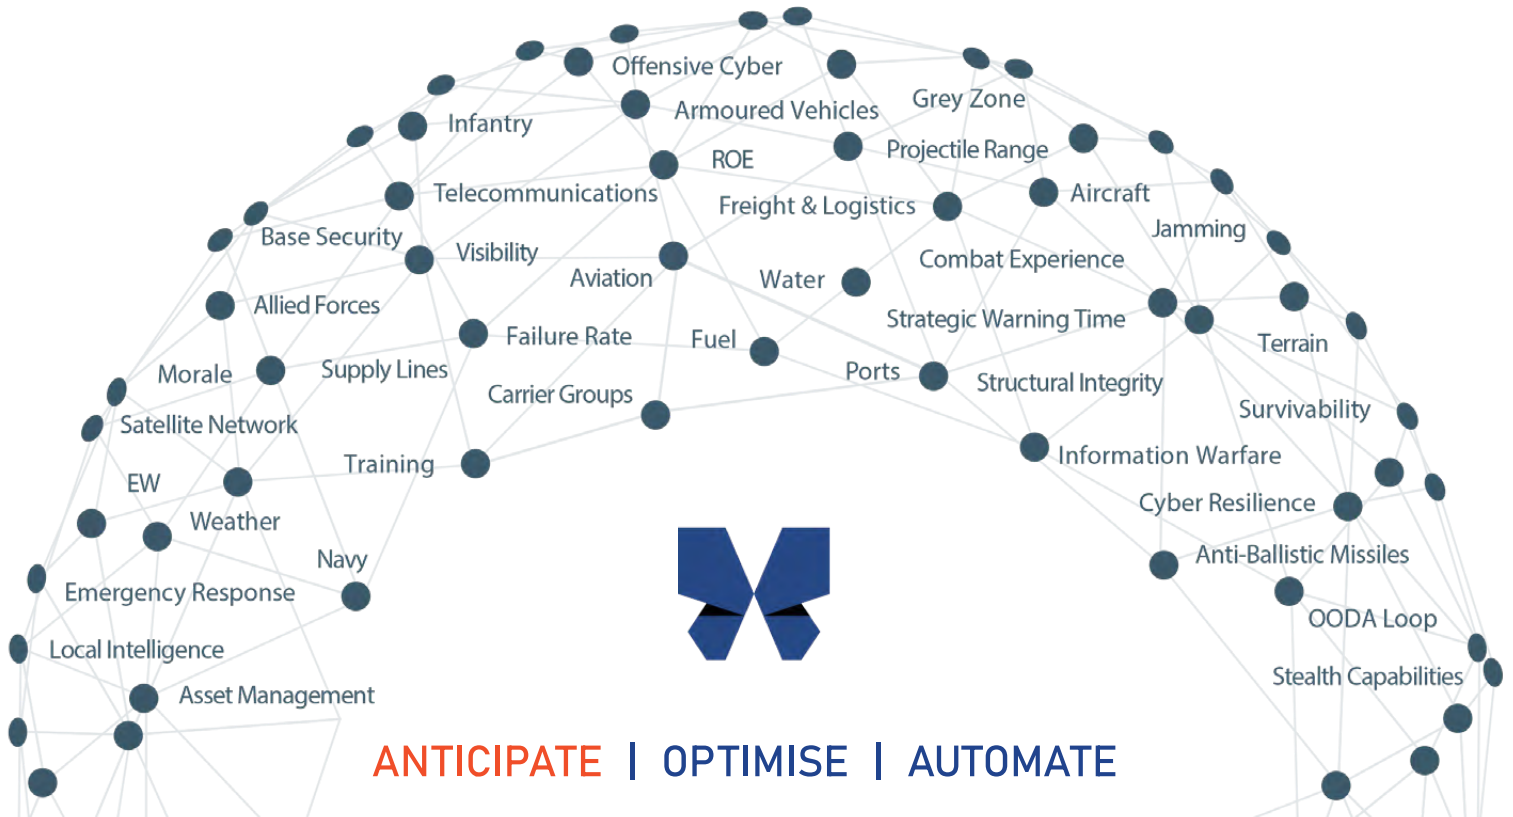 Offensive Cyber
Armoured Vehicles
Grey Zone
Infantry
ROE
Projectile Range
Telecommunications
Freight & Logistics
Aircraft
Base Security
Visibility
Jamming
Aviation
Water
Combat Experience
Allied Forces
Failure Rate
Fuel
Strategic Warning Time
Terrain
Morale
Supply Lines
Ports
Structural Integrity
Carrier Groups
Survivability
Satellite Network
Training
Information Warfare
EW
Cyber Resilience
Weather
Navy
Anti-Ballistic Missiles
Emergency Response
OODA Loop
Local Intelligence
Stealth Capabilities
Asset Management
ANTICIPATE | OPTIMISE | AUTOMATE